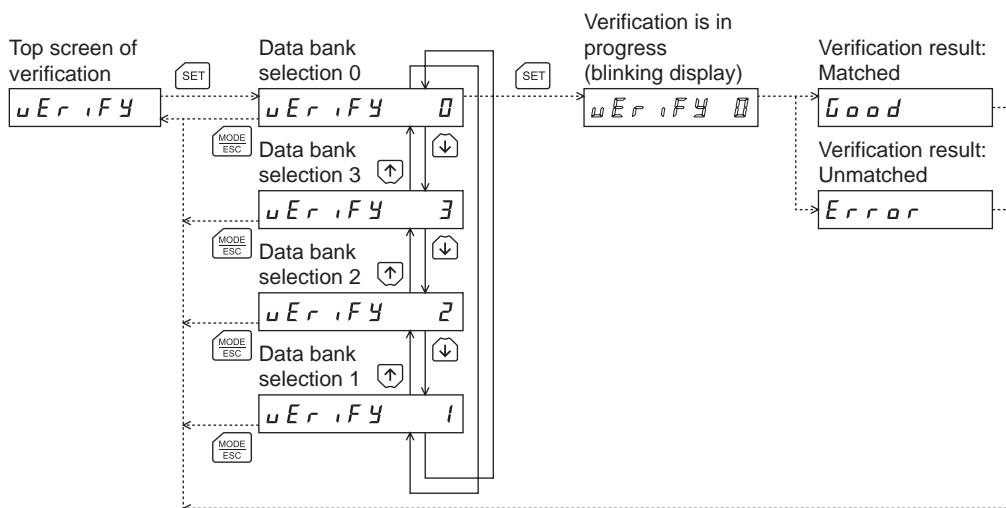 Top screen of
verification
SET
Data bank
selection 0
SET
Verification is in
progress
(blinking display)
Verification result:
Matched
uEriFY
uEriFY 0
uEriFY 0
Good
MODE
ESC
Data bank
selection 3
Verification result:
Unmatched
uEriFY 3
Error
MODE
ESC
Data bank
selection 2
uEriFY 2
MODE
ESC
Data bank
selection 1
uEriFY 1
MODE
ESC